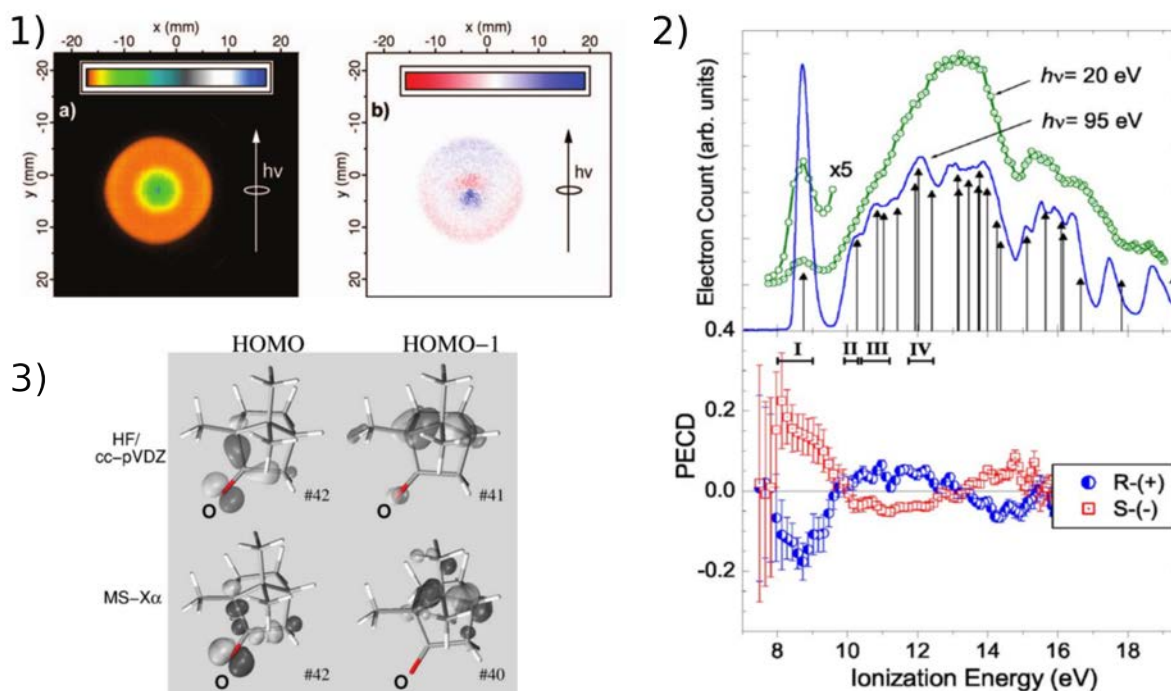 1)
x (mm)
-20 -10 0 10 20
y (mm)
-20
-10
0
10
20
a)
hν
x (mm)
-20 -10 0 10 20
y (mm)
-20
-10
0
10
20
b)
hν
2)
Electron Count (arb. units)
hν= 20 eV
hν= 95 eV
x5
0.4
I II III IV
PECD
0.2
0.0
-0.2
R-(+)
S-(-)
8 10 12 14 16 18
Ionization Energy (eV)
3)
HOMO HOMO-1
HF/
cc-pVDZ
O #42
O #41
MS-Xα
O #42
O #40